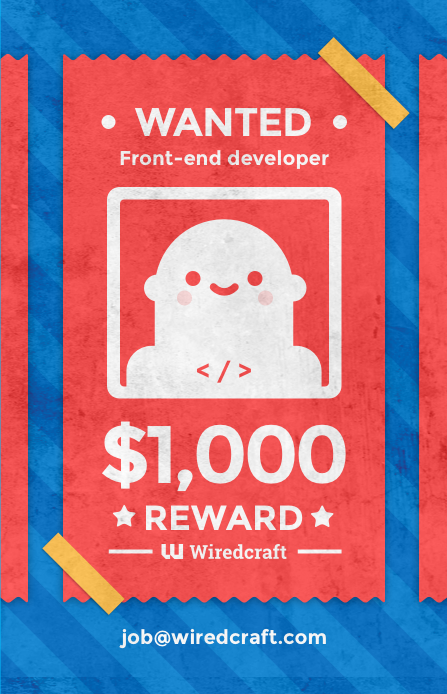 WANTED
Front-end developer
</>
$1,000
REWARD
Wiredcraft
job@wiredcraft.com